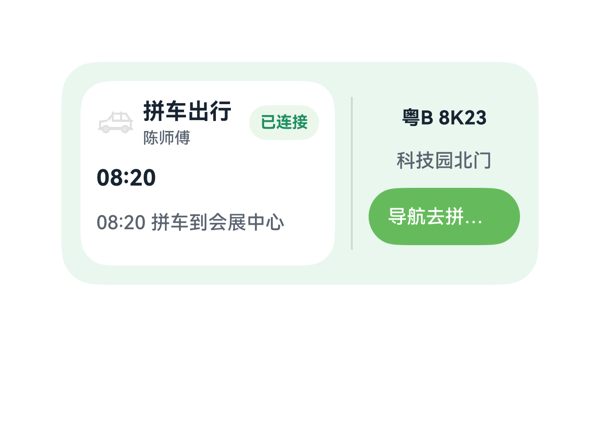 拼车出行
陈师傅
已连接
08:20
08:20 拼车到会展中心
粤B 8K23
科技园北门
导航去拼...